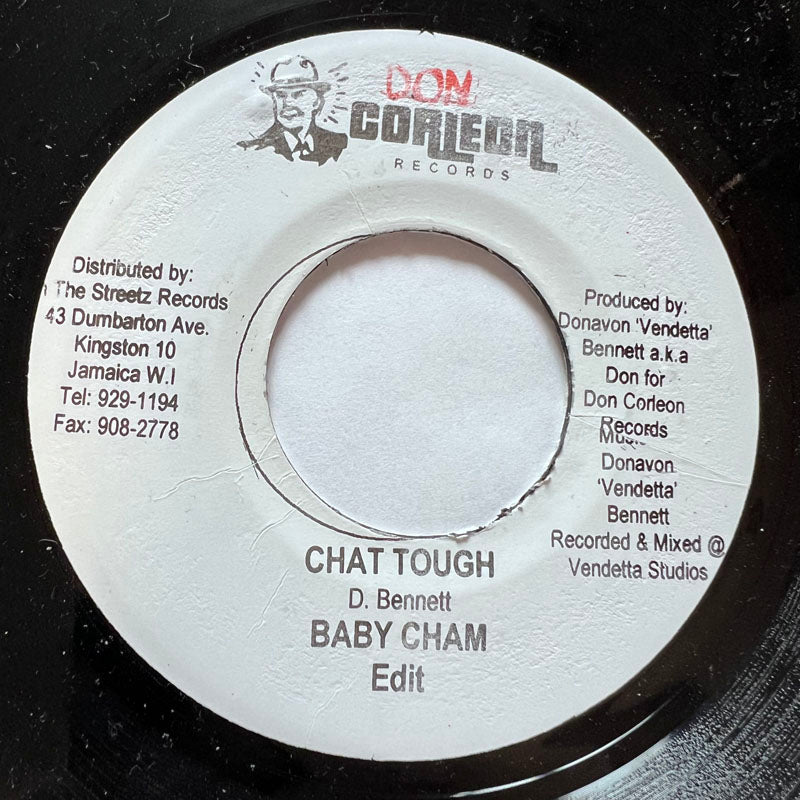 DON
CORLEON
RECORDS
Distributed by:
The Streetz Records
43 Dumbarton Ave.
Kingston 10
Jamaica W.I
Tel: 929-1194
Fax: 908-2778
Produced by:
Donavon 'Vendetta'
Bennett a.k.a
Don for
Don Corleon
Records
Donavon
'Vendetta'
Bennett
Recorded & Mixed @
Vendetta Studios
CHAT TOUGH
D. Bennett
BABY CHAM
Edit